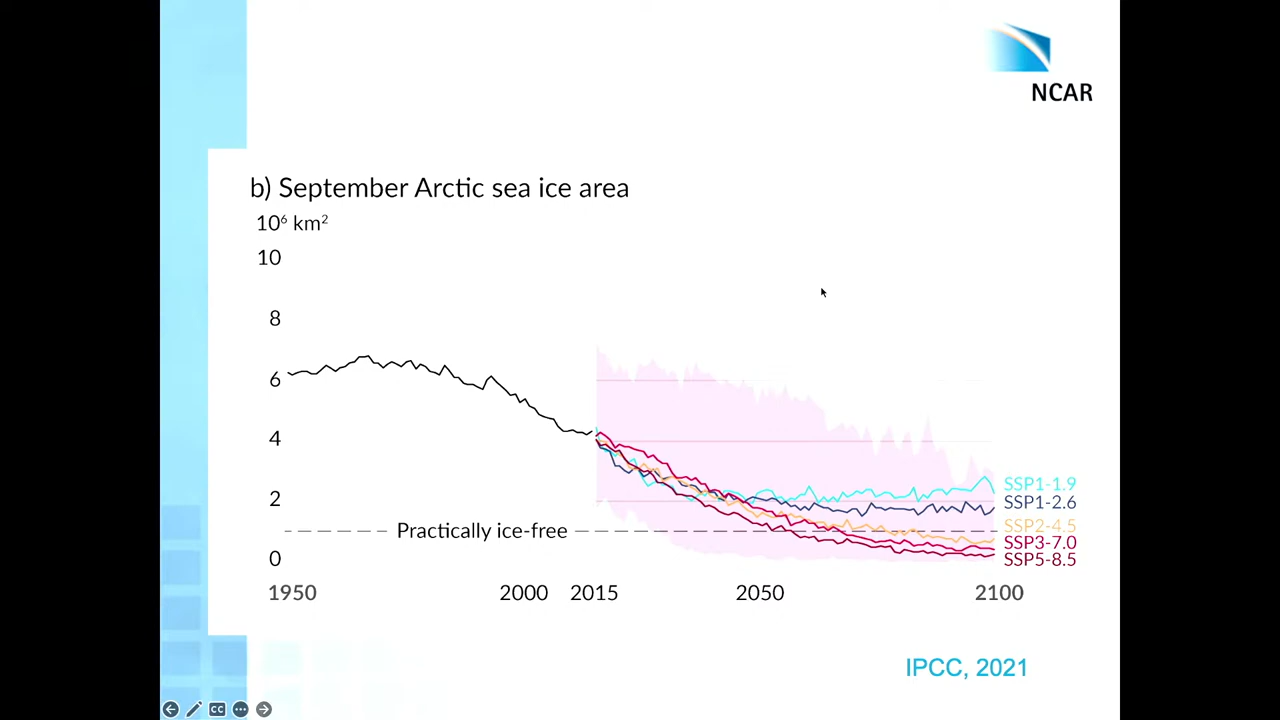 NCAR
b) September Arctic sea ice area
10⁶ km²
10
8
6
4
2
0
Practically ice-free
SSP1-1.9
SSP1-2.6
SSP2-4.5
SSP3-7.0
SSP5-8.5
1950 2000 2015 2050 2100
IPCC, 2021
CC